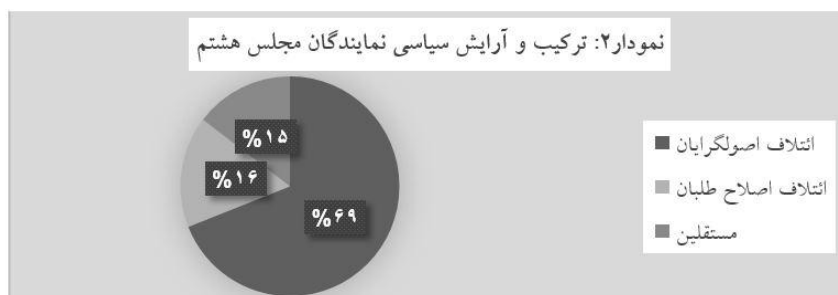 نمودار۲: ترکیب و آرایش سیاسی نمایندگان مجلس هشتم
%۱۵
%۱۶
%۶۹
ائتلاف اصولگرایان
ائتلاف اصلاح طلبان
مستقلین